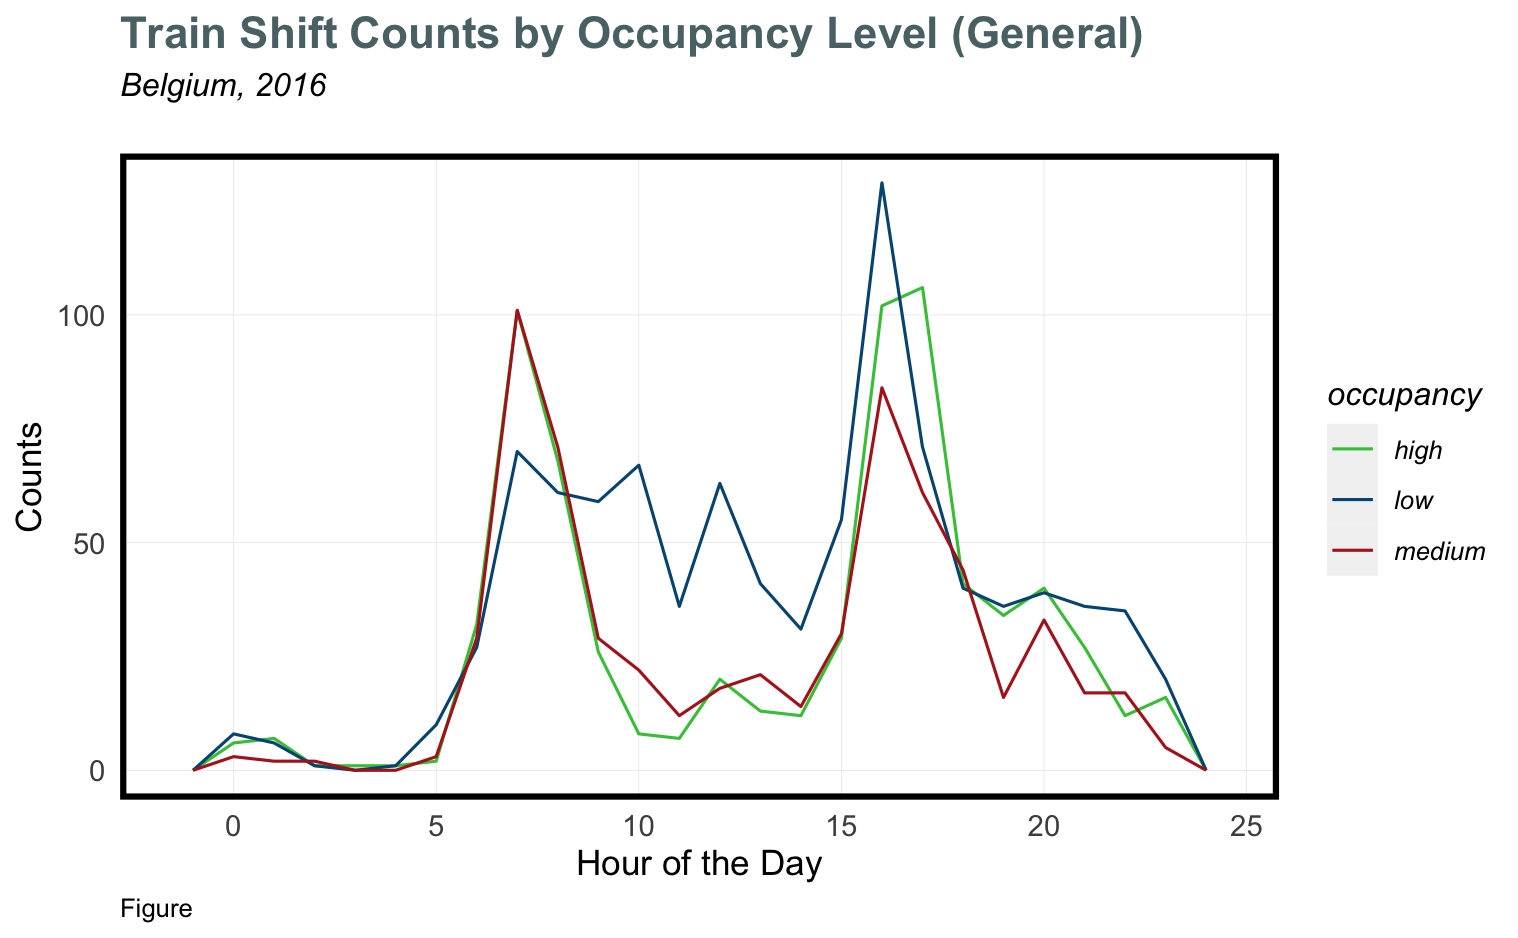 Train Shift Counts by Occupancy Level (General)
Belgium, 2016
100
50
0
Counts
0 5 10 15 20 25
Hour of the Day
occupancy
high
low
medium
Figure